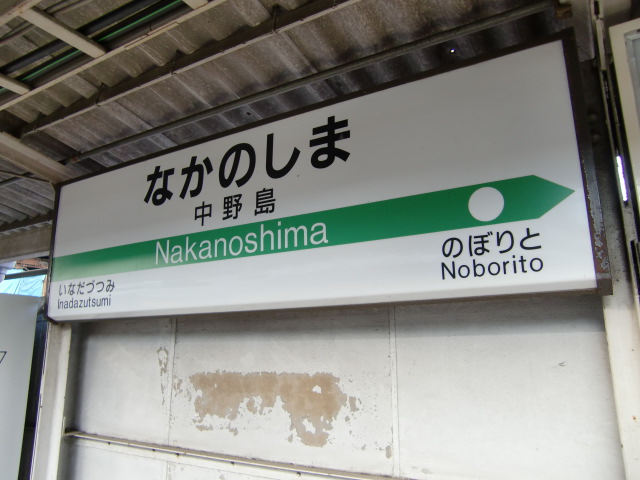 なかのしま
中野島
Nakanoshima
いなだづつみ
Inadazutsumi
のぼりと
Noborito